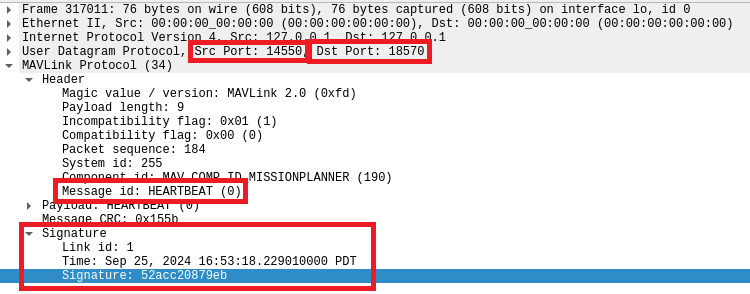 Frame 317011: 76 bytes on wire (608 bits), 76 bytes captured (608 bits) on interface lo, id 0
Ethernet II, Src: 00:00:00_00:00:00 (00:00:00:00:00:00), Dst: 00:00:00_00:00:00 (00:00:00:00:00:00)
Internet Protocol Version 4, Src: 127.0.0.1, Dst: 127.0.0.1
User Datagram Protocol, Src Port: 14550, Dst Port: 18570
MAVLink Protocol (34)
Header
Magic value / version: MAVLink 2.0 (0xfd)
Payload length: 9
Incompatibility flag: 0x01 (1)
Compatibility flag: 0x00 (0)
Packet sequence: 184
System id: 255
Component id: MAV_COMP_ID_MISSIONPLANNER (190)
Message id: HEARTBEAT (0)
Payload: HEARTBEAT (0)
Message CRC: 0x155b
Signature
Link id: 1
Time: Sep 25, 2024 16:53:18.229010000 PDT
Signature: 52acc20879eb